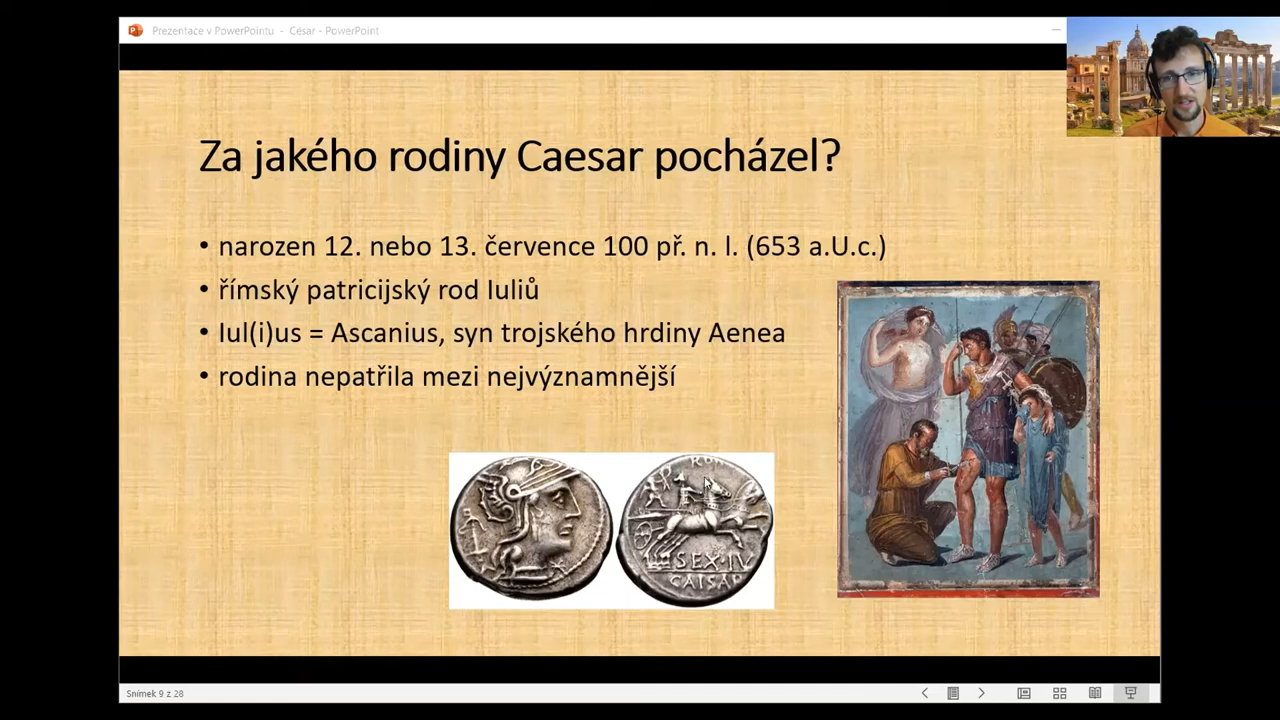 Prezentace v PowerPointu - César - PowerPoint
Za jakého rodiny Caesar pocházel?
• narozen 12. nebo 13. července 100 př. n. l. (653 a.U.c.)
• římský patricijský rod Iuliů
• Iul(i)us = Ascanius, syn trojského hrdiny Aenea
• rodina nepatřila mezi nejvýznamnější
ROM
SEX·IV
CAISAR
Snímek 9 z 28